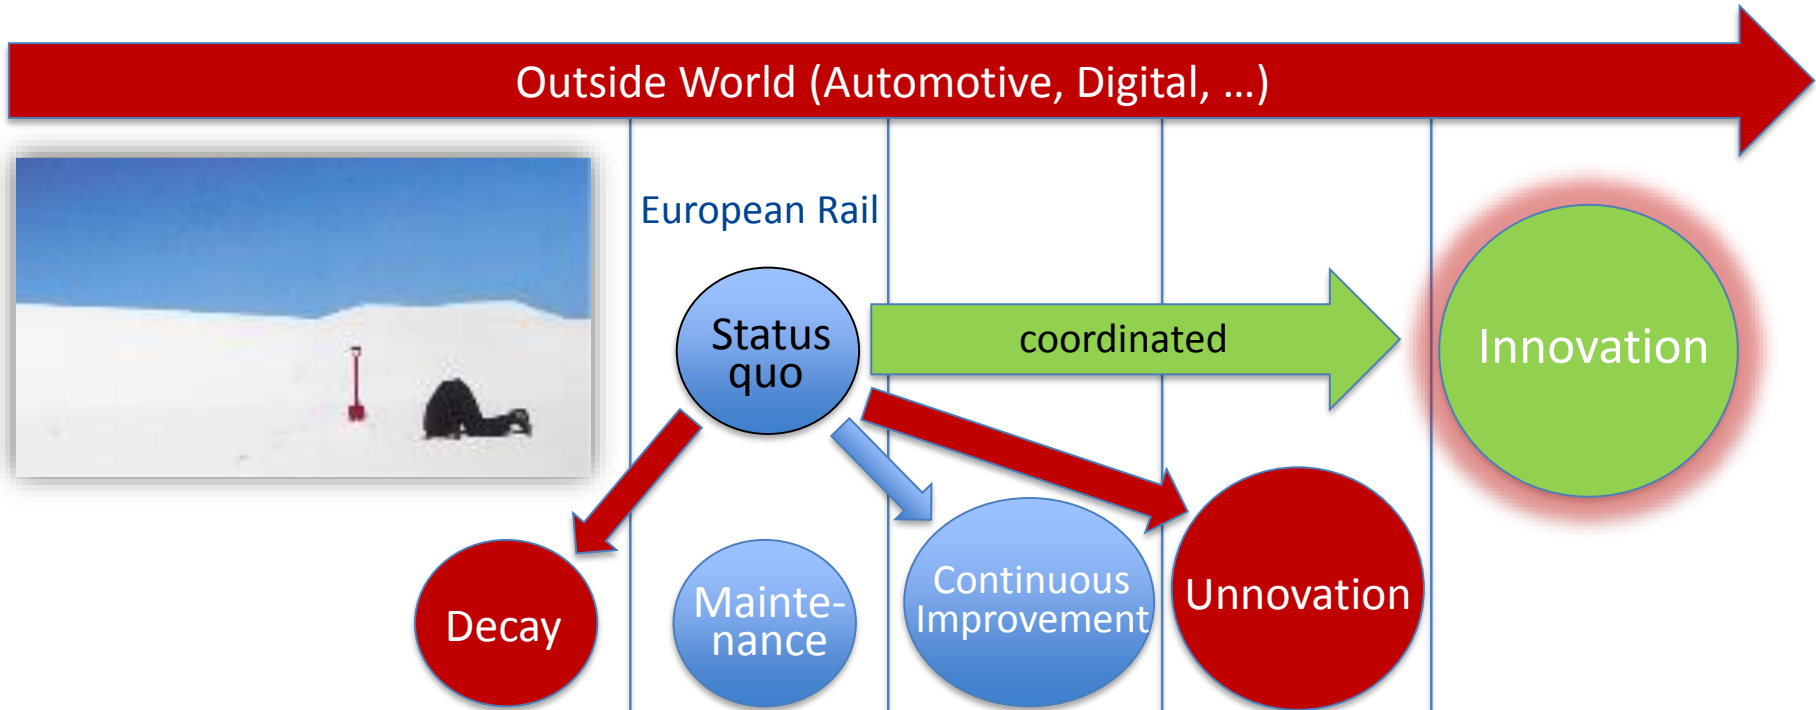 Outside World (Automotive, Digital, ...)
European Rail
Status
quo
coordinated
Innovation
Decay
Mainte-
nance
Continuous
Improvement
Unnovation